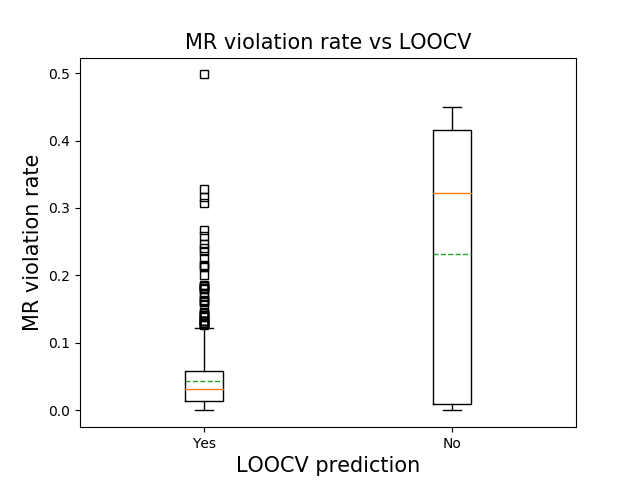 MR violation rate vs LOOCV
MR violation rate
0.5
0.4
0.3
0.2
0.1
0.0
Yes
No
LOOCV prediction